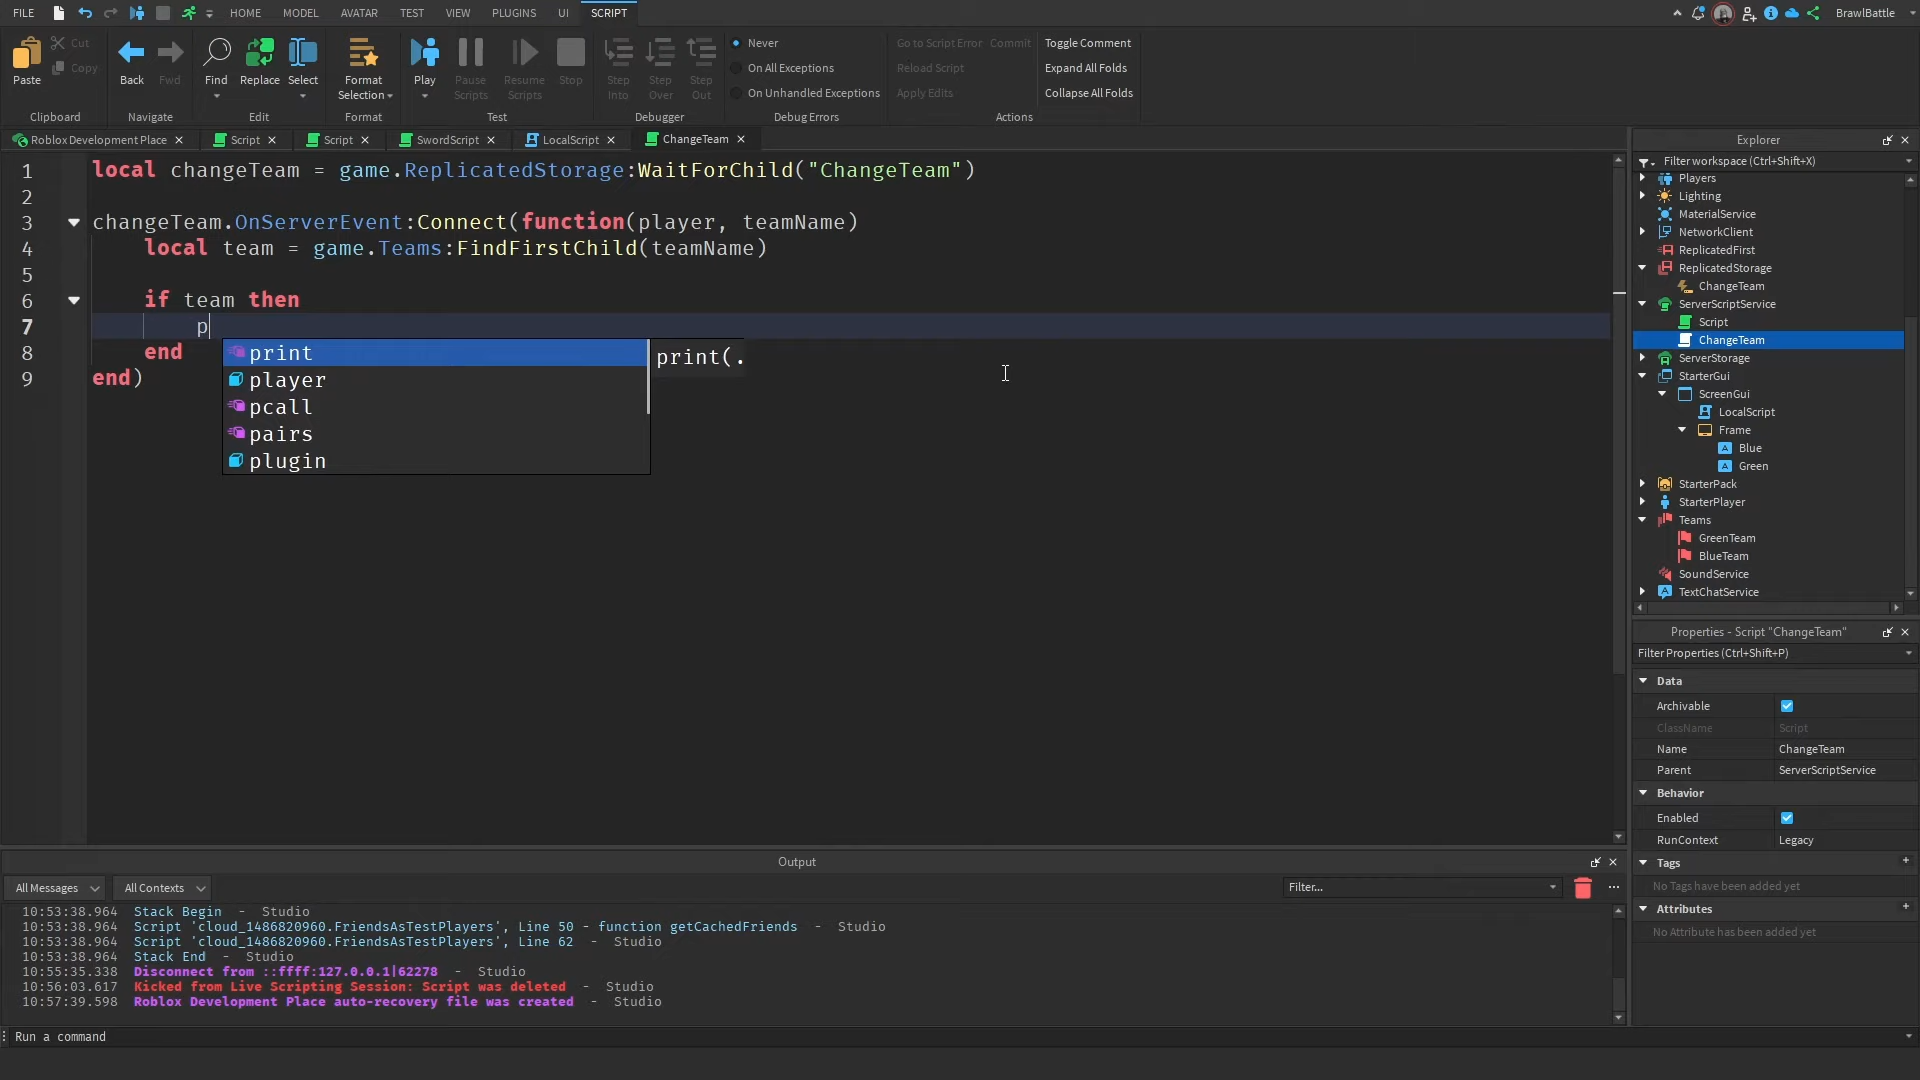 FILE HOME MODEL AVATAR TEST VIEW PLUGINS UI SCRIPT BrawlBattle
Paste Cut Copy
Clipboard
Back Fwd
Navigate
Find Replace Select
Edit
Format Selection
Format
Play Pause Scripts Resume Scripts Stop
Test
Step Into Step Over Step Out
Debugger
Never
On All Exceptions
On Unhandled Exceptions
Debug Errors
Go to Script Error Commit
Reload Script
Apply Edits
Toggle Comment
Expand All Folds
Collapse All Folds
Actions
Roblox Development Place Script Script SwordScript LocalScript ChangeTeam
1 local changeTeam = game.ReplicatedStorage:WaitForChild("ChangeTeam")
2
3 changeTeam.OnServerEvent:Connect(function(player, teamName)
4 local team = game.Teams:FindFirstChild(teamName)
5
6 if team then
7 p
8 end
9 end)
print
player
pcall
pairs
plugin
print(.
Explorer
Filter workspace (Ctrl+Shift+X)
Players
Lighting
MaterialService
NetworkClient
ReplicatedFirst
ReplicatedStorage
ChangeTeam
ServerScriptService
Script
ChangeTeam
ServerStorage
StarterGui
ScreenGui
LocalScript
Frame
Blue
Green
StarterPack
StarterPlayer
Teams
GreenTeam
BlueTeam
SoundService
TextChatService
Properties - Script "ChangeTeam"
Filter Properties (Ctrl+Shift+P)
Data
Archivable
ClassName Script
Name ChangeTeam
Parent ServerScriptService
Behavior
Enabled
RunContext Legacy
Tags
No Tags have been added yet
Attributes
No Attribute has been added yet
Output
All Messages All Contexts Filter...
10:53:38.964 Stack Begin - Studio
10:53:38.964 Script 'cloud_1486820960.FriendsAsTestPlayers', Line 50 - function getCachedFriends - Studio
10:53:38.964 Script 'cloud_1486820960.FriendsAsTestPlayers', Line 62 - Studio
10:53:38.964 Stack End - Studio
10:55:35.338 Disconnect from ::ffff:127.0.0.1|62278 - Studio
10:56:03.617 Kicked from Live Scripting Session: Script was deleted - Studio
10:57:39.598 Roblox Development Place auto-recovery file was created - Studio
Run a command